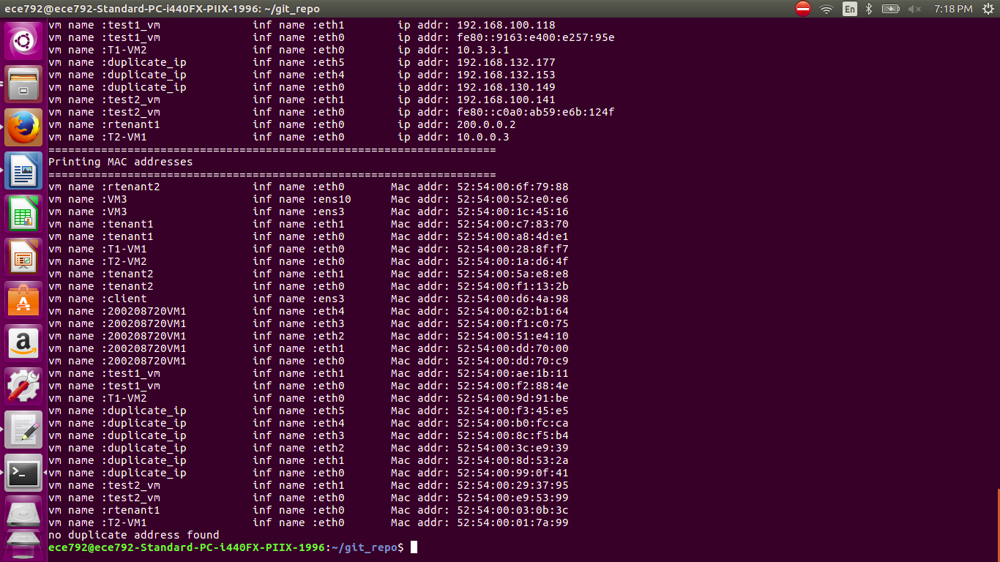 ece792@ece792-Standard-PC-i440FX-PIIX-1996: ~/git_repo En 7:18 PM
vm name :test1_vm inf name :eth1 ip addr: 192.168.100.118
vm name :test1_vm inf name :eth0 ip addr: fe80::9163:e400:e257:95e
vm name :T1-VM2 inf name :eth0 ip addr: 10.3.3.1
vm name :duplicate_ip inf name :eth5 ip addr: 192.168.132.177
vm name :duplicate_ip inf name :eth4 ip addr: 192.168.132.153
vm name :duplicate_ip inf name :eth0 ip addr: 192.168.130.149
vm name :test2_vm inf name :eth1 ip addr: 192.168.100.141
vm name :test2_vm inf name :eth0 ip addr: fe80::c0a0:ab59:e6b:124f
vm name :rtenant1 inf name :eth0 ip addr: 200.0.0.2
vm name :T2-VM1 inf name :eth0 ip addr: 10.0.0.3
====================================================================
Printing MAC addresses
====================================================================
vm name :rtenant2 inf name :eth0 Mac addr: 52:54:00:6f:79:88
vm name :VM3 inf name :ens10 Mac addr: 52:54:00:52:e0:e6
vm name :VM3 inf name :ens3 Mac addr: 52:54:00:1c:45:16
vm name :tenant1 inf name :eth1 Mac addr: 52:54:00:c7:83:70
vm name :tenant1 inf name :eth0 Mac addr: 52:54:00:a8:4d:e1
vm name :T1-VM1 inf name :eth0 Mac addr: 52:54:00:28:8f:f7
vm name :T2-VM2 inf name :eth0 Mac addr: 52:54:00:1a:d6:4f
vm name :tenant2 inf name :eth1 Mac addr: 52:54:00:5a:e8:e8
vm name :tenant2 inf name :eth0 Mac addr: 52:54:00:f1:13:2b
vm name :client inf name :ens3 Mac addr: 52:54:00:d6:4a:98
vm name :200208720VM1 inf name :eth4 Mac addr: 52:54:00:62:b1:64
vm name :200208720VM1 inf name :eth3 Mac addr: 52:54:00:f1:c0:75
vm name :200208720VM1 inf name :eth2 Mac addr: 52:54:00:51:e4:10
vm name :200208720VM1 inf name :eth1 Mac addr: 52:54:00:dd:70:00
vm name :200208720VM1 inf name :eth0 Mac addr: 52:54:00:dd:70:c9
vm name :test1_vm inf name :eth1 Mac addr: 52:54:00:ae:1b:11
vm name :test1_vm inf name :eth0 Mac addr: 52:54:00:f2:88:4e
vm name :T1-VM2 inf name :eth0 Mac addr: 52:54:00:9d:91:be
vm name :duplicate_ip inf name :eth5 Mac addr: 52:54:00:f3:45:e5
vm name :duplicate_ip inf name :eth4 Mac addr: 52:54:00:b0:fc:ca
vm name :duplicate_ip inf name :eth3 Mac addr: 52:54:00:8c:f5:b4
vm name :duplicate_ip inf name :eth2 Mac addr: 52:54:00:3c:e9:39
vm name :duplicate_ip inf name :eth1 Mac addr: 52:54:00:8d:53:2a
vm name :duplicate_ip inf name :eth0 Mac addr: 52:54:00:99:0f:41
vm name :test2_vm inf name :eth1 Mac addr: 52:54:00:29:37:95
vm name :test2_vm inf name :eth0 Mac addr: 52:54:00:e9:53:99
vm name :rtenant1 inf name :eth0 Mac addr: 52:54:00:03:0b:3c
vm name :T2-VM1 inf name :eth0 Mac addr: 52:54:00:01:7a:99
no duplicate address found
ece792@ece792-Standard-PC-i440FX-PIIX-1996:~/git_repo$